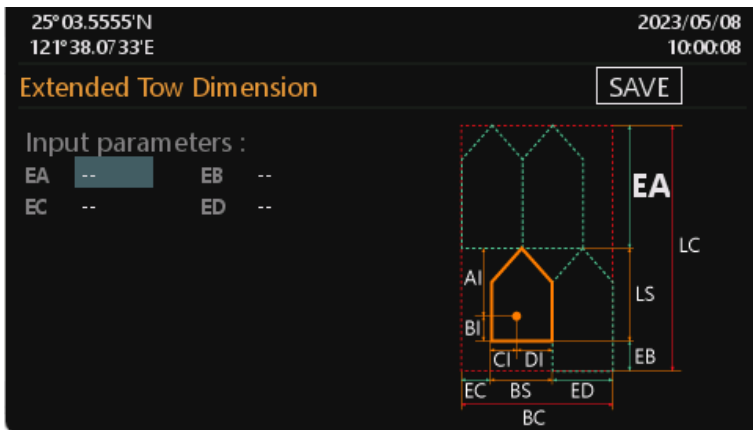 25°03.5555'N
2023/05/08
121°38.0733'E
10:00:08
Extended Tow Dimension
SAVE
Input parameters :
EA -- EB --
EC -- ED --
EA
LC
AI
LS
BI
CI DI
EB
EC BS ED
BC